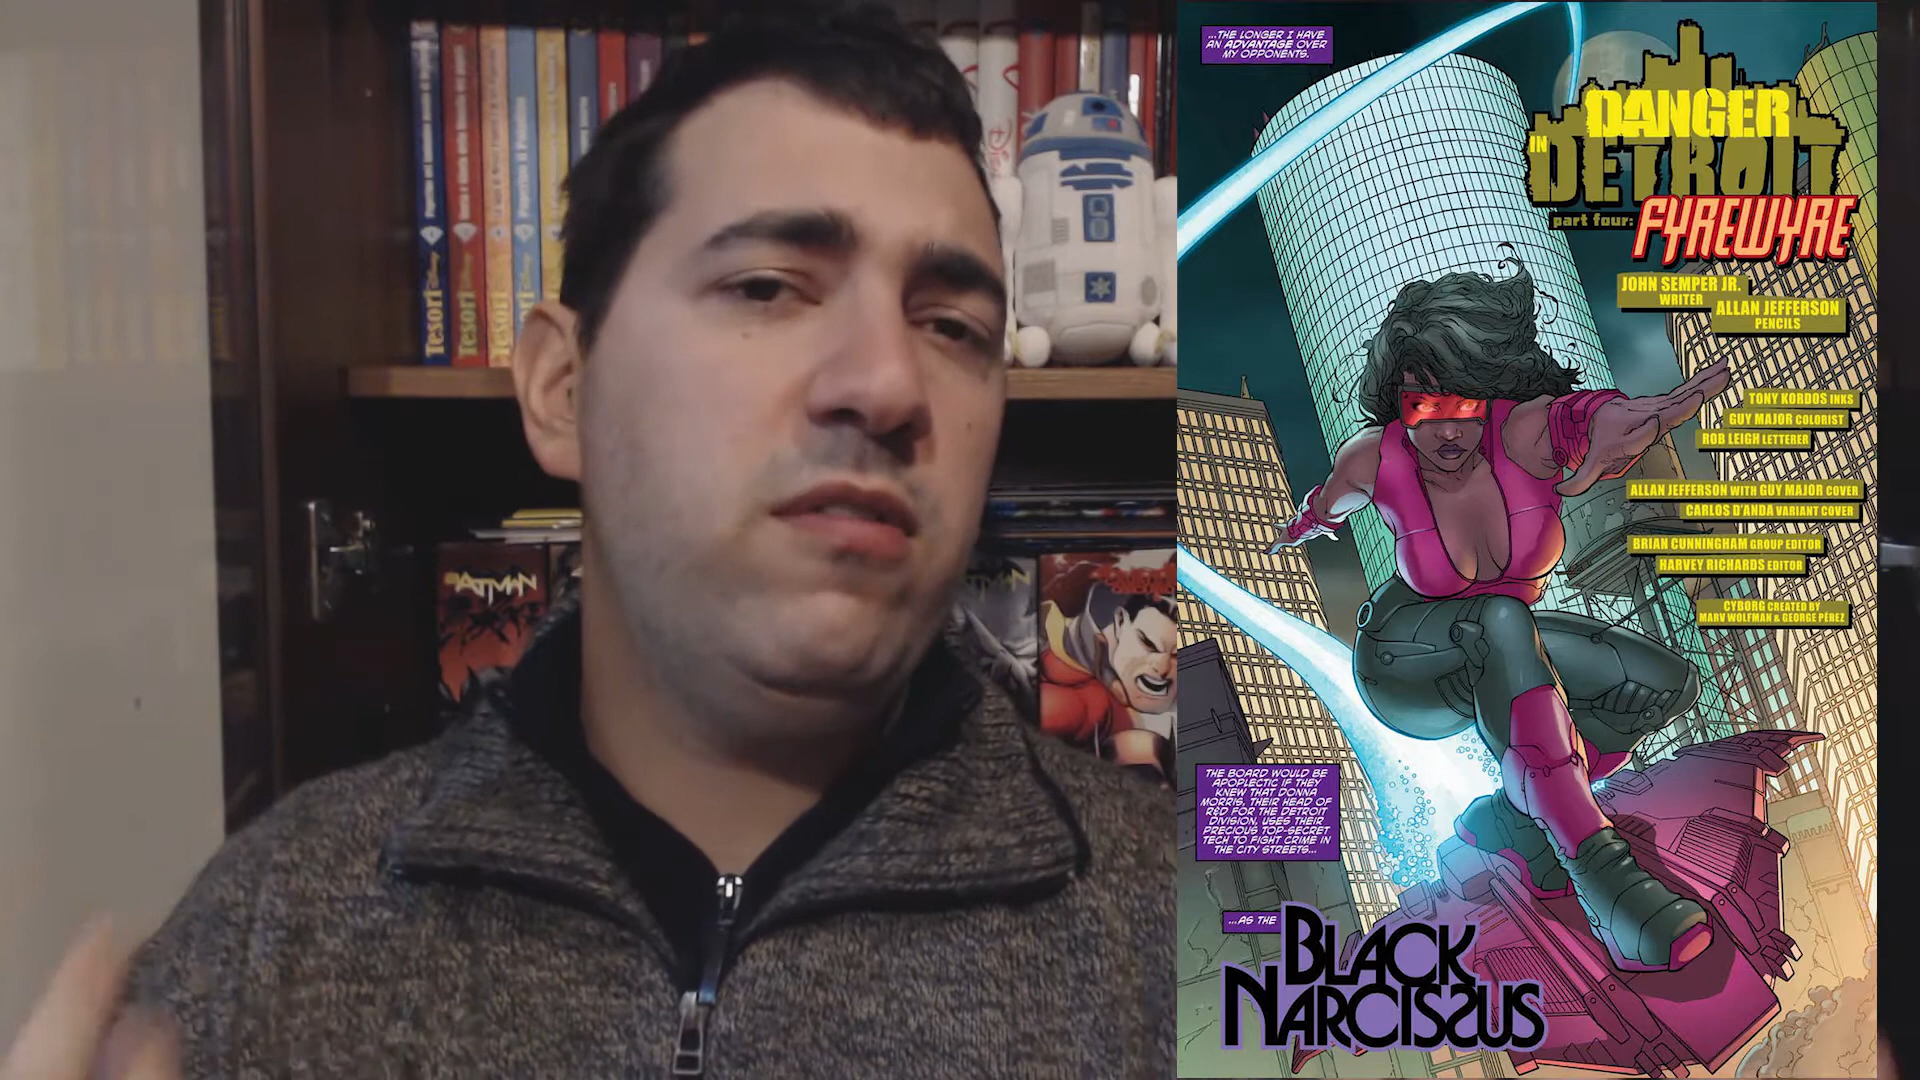 Tesori Disney
Tesori Disney
Tesori
Tesori
BATMAN
...THE LONGER I HAVE
AN ADVANTAGE OVER
MY OPPONENTS.
DANGER
IN
DETROIT
part four:
FYREWYRE
JOHN SEMPER JR.
WRITER
ALLAN JEFFERSON
PENCILS
TONY KORDOS INKS
GUY MAJOR COLORIST
ROB LEIGH LETTERER
ALLAN JEFFERSON WITH GUY MAJOR COVER
CARLOS D'ANDA VARIANT COVER
BRIAN CUNNINGHAM GROUP EDITOR
HARVEY RICHARDS EDITOR
CYBORG CREATED BY
MARV WOLFMAN & GEORGE PÉREZ
THE BOARD WOULD BE
APOPLECTIC IF THEY
KNEW THAT DONNA
MORRIS, THEIR HEAD OF
R&D FOR THE DETROIT
DIVISION, USES THEIR
PRECIOUS TOP-SECRET
TECH TO FIGHT CRIME IN
THE CITY STREETS...
...AS THE
BLACK
NARCISSUS